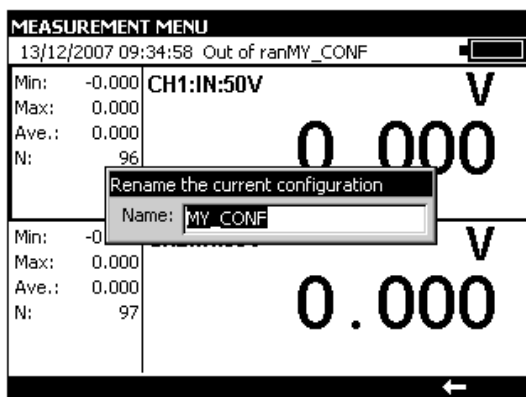 MEASUREMENT MENU
13/12/2007 09:34:58 Out of ranMY_CONF
Min: -0.000 CH1:IN:50V V
Max: 0.000
Ave.: 0.000 0.000
N: 96
Rename the current configuration
Name: MY_CONF
Min: -0 V
Max: 0.000
Ave.: 0.000 0.000
N: 97